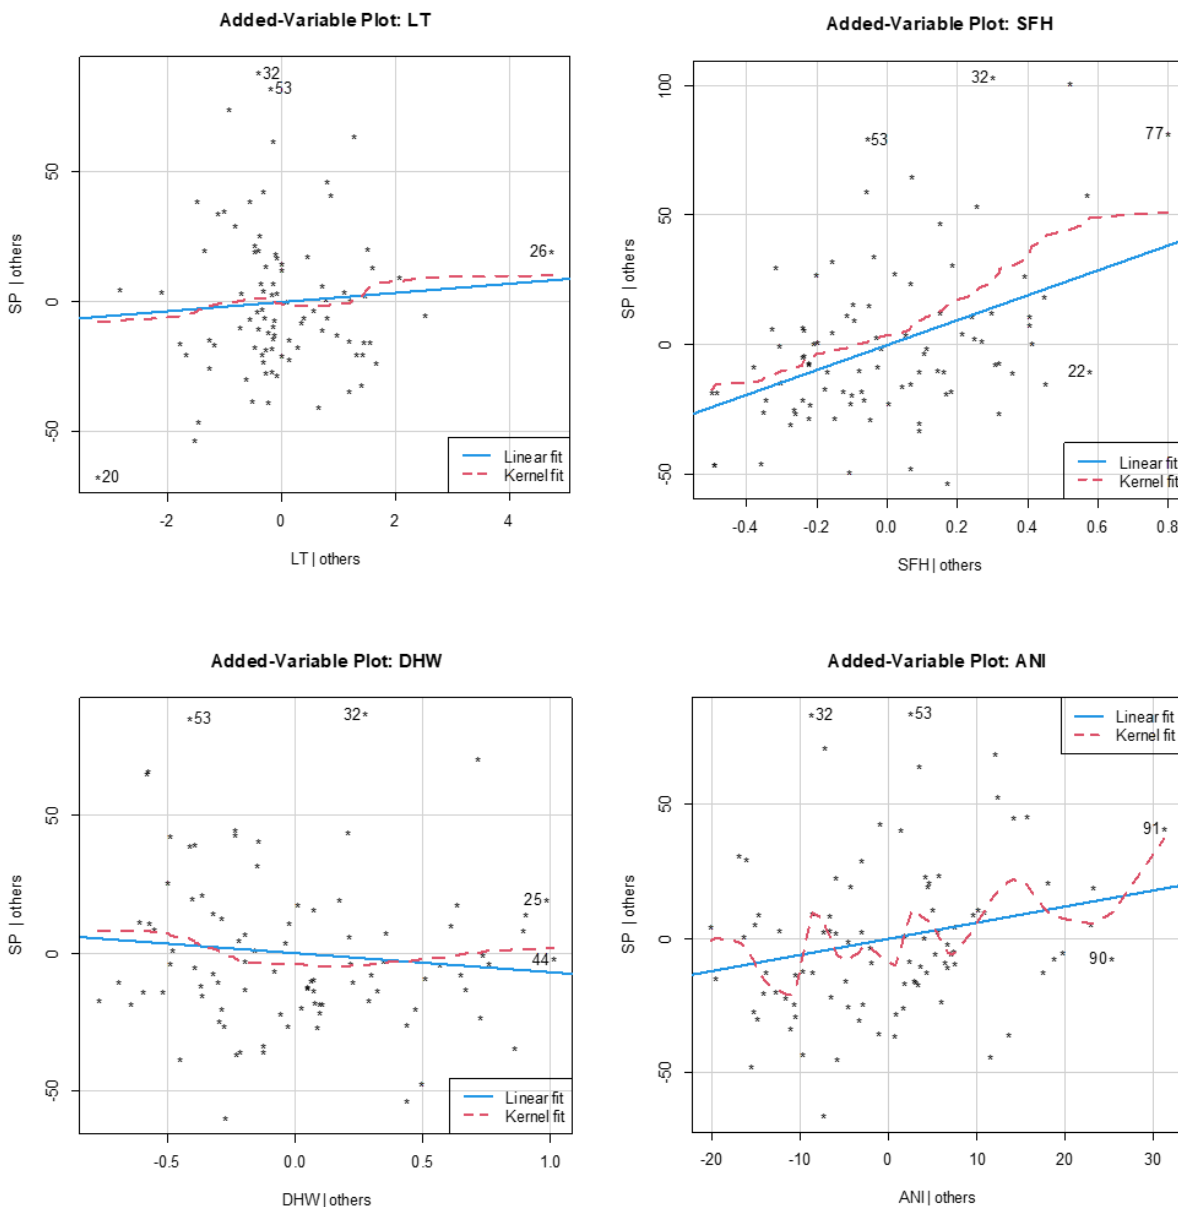 Added-Variable Plot: LT
*32
*53
50
SP | others
26*
0
-50
*20
Linear fit
Kernel fit
-2 0 2 4
LT | others
Added-Variable Plot: SFH
100
32*
77*
*53
50
SP | others
0
22*
-50
Linear fit
Kernel fit
-0.4 -0.2 0.0 0.2 0.4 0.6 0.8
SFH | others
Added-Variable Plot: DHW
*53
32*
50
SP | others
25*
44*
0
-50
Linear fit
Kernel fit
-0.5 0.0 0.5 1.0
DHW | others
Added-Variable Plot: ANI
*32
*53
Linear fit
Kernel fit
50
91*
SP | others
0
90*
-50
-20 -10 0 10 20 30
ANI | others